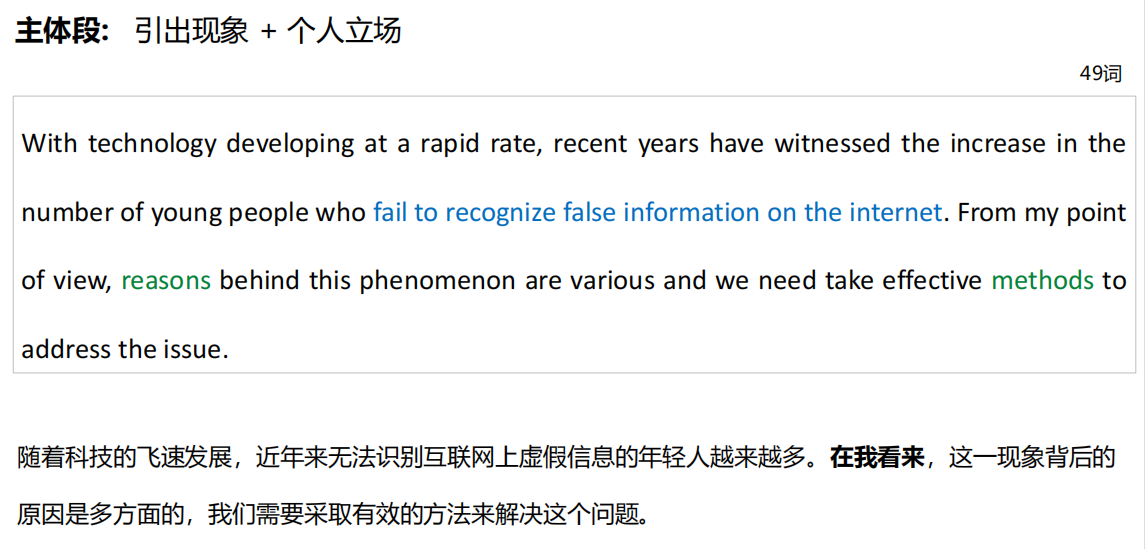 主体段: 引出现象 + 个人立场
49词
With technology developing at a rapid rate, recent years have witnessed the increase in the
number of young people who fail to recognize false information on the internet. From my point
of view, reasons behind this phenomenon are various and we need take effective methods to
address the issue.
随着科技的飞速发展，近年来无法识别互联网上虚假信息的年轻人越来越多。在我看来，这一现象背后的
原因是多方面的，我们需要采取有效的方法来解决这个问题。